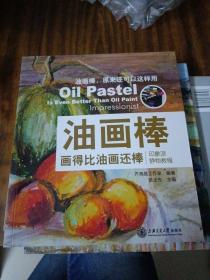 油画棒,原来还可以这样用
Oil Pastel
Is Even Better Than Oil Paint
Impressionist
油画棒
画得比油画还棒
印象派
静物教程
上海交通大学出版社